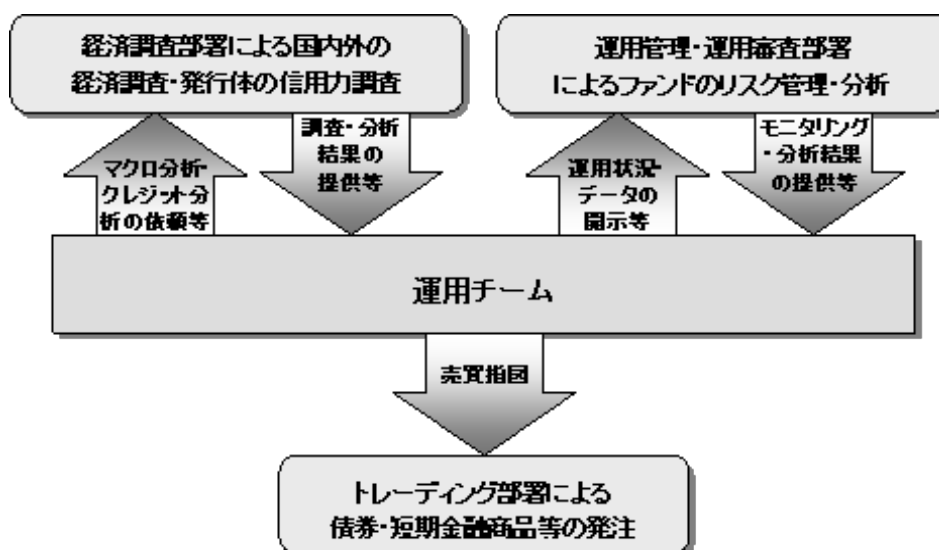 経済調査部署による国内外の
経済調査・発行体の信用力調査
運用管理・運用審査部署
によるファンドのリスク管理・分析
マクロ分析・
クレジット分
析の依頼等
調査・分析
結果の
提供等
運用状況・
データの
開示等
モニタリング
・分析結果
の提供等
運用チーム
売買指図
トレーディング部署による
債券・短期金融商品等の発注